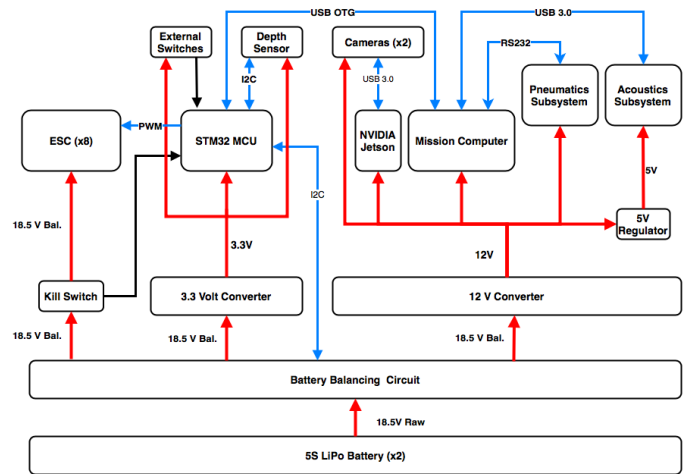 USB OTG
USB 3.0
External
Switches
Depth
Sensor
Cameras (x2)
RS232
I2C
USB 3.0
Pneumatics
Subsystem
Acoustics
Subsystem
PWM
ESC (x8)
STM32 MCU
NVIDIA
Jetson
Mission Computer
I2C
5V
18.5 V Bal.
5V
Regulator
3.3V
12V
Kill Switch
3.3 Volt Converter
12 V Converter
18.5 V Bal.
18.5 V Bal.
18.5 V Bal.
Battery Balancing Circuit
18.5V Raw
5S LiPo Battery (x2)